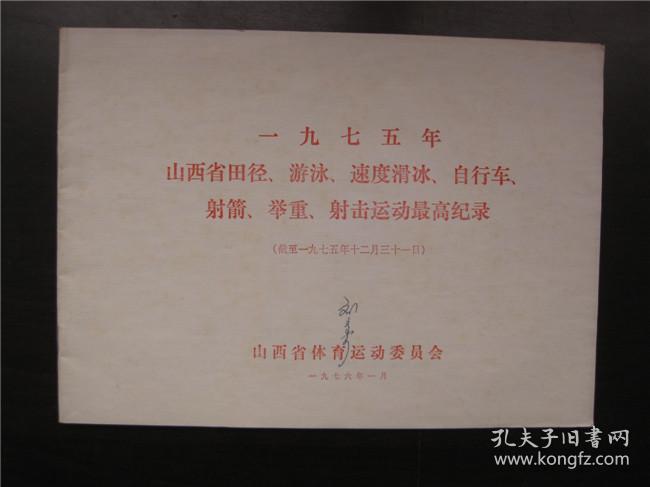 一九七五年
山西省田径、游泳、速度滑冰、自行车、
射箭、举重、射击运动最高纪录
（截至一九七五年十二月三十一日）
山西省体育运动委员会
一九七六年一月
孔夫子旧書网
www.kongfz.com